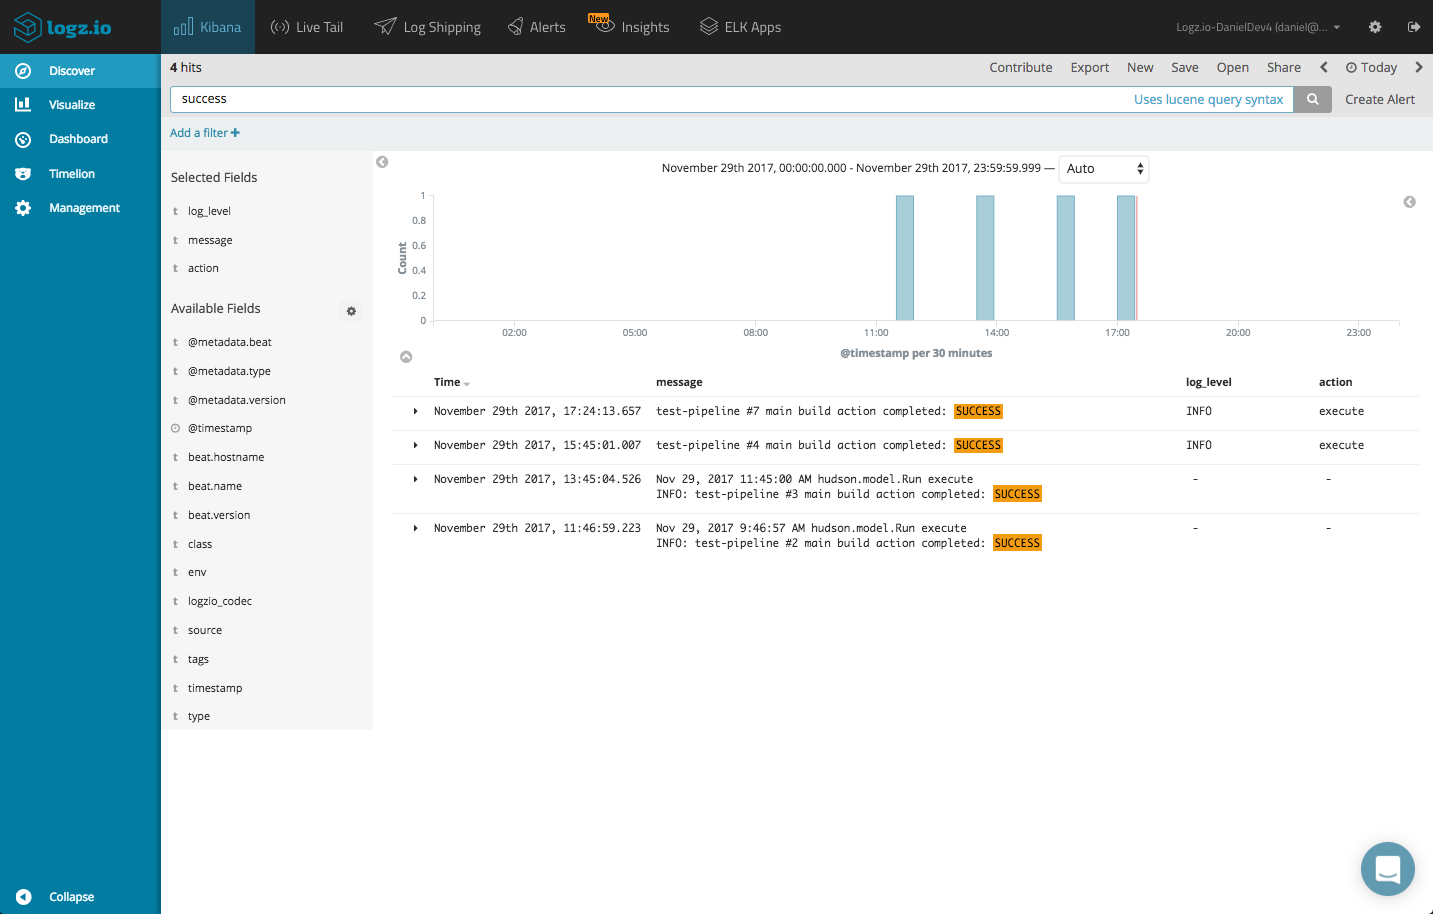 logz.io
Kibana
Live Tail
Log Shipping
Alerts
New
Insights
ELK Apps
Logz.io-DanielDev4 (daniel@...
Discover
Visualize
Dashboard
Timelion
Management
Collapse
4 hits
Contribute Export New Save Open Share Today
success
Uses lucene query syntax
Create Alert
Add a filter +
Selected Fields
t log_level
t message
t action
Available Fields
t @metadata.beat
t @metadata.type
t @metadata.version
@timestamp
t beat.hostname
t beat.name
t beat.version
t class
t env
t logzio_codec
t source
t tags
t timestamp
t type
November 29th 2017, 00:00:00.000 - November 29th 2017, 23:59:59.999 — Auto
Count
1
0.8
0.6
0.4
0.2
0
02:00 05:00 08:00 11:00 14:00 17:00 20:00 23:00
@timestamp per 30 minutes
Time message log_level action
November 29th 2017, 17:24:13.657 test-pipeline #7 main build action completed: SUCCESS INFO execute
November 29th 2017, 15:45:01.007 test-pipeline #4 main build action completed: SUCCESS INFO execute
November 29th 2017, 13:45:04.526 Nov 29, 2017 11:45:00 AM hudson.model.Run execute - -
INFO: test-pipeline #3 main build action completed: SUCCESS
November 29th 2017, 11:46:59.223 Nov 29, 2017 9:46:57 AM hudson.model.Run execute - -
INFO: test-pipeline #2 main build action completed: SUCCESS